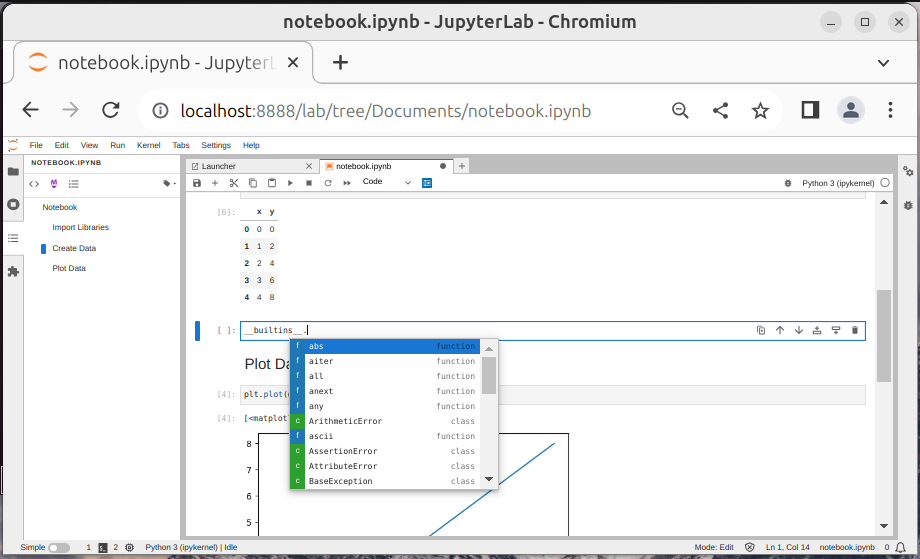 notebook.ipynb - JupyterLab - Chromium
notebook.ipynb - JupyterL
localhost:8888/lab/tree/Documents/notebook.ipynb
File Edit View Run Kernel Tabs Settings Help
NOTEBOOK.IPYNB
Launcher
notebook.ipynb
Code
Python 3 (ipykernel)
Notebook
Import Libraries
Create Data
Plot Data
[6]:
x y
0 0 0
1 1 2
2 2 4
3 3 6
4 4 8
[ ]: __builtins__.
f abs function
f aiter function
f all function
f anext function
f any function
c ArithmeticError class
f ascii function
c AssertionError class
c AttributeError class
c BaseException class
Plot Da
[4]: plt.plot(
[4]: [<matplot
8
7
6
5
Simple 1 2 Python 3 (ipykernel) | Idle
Mode: Edit Ln 1, Col 14 notebook.ipynb 0